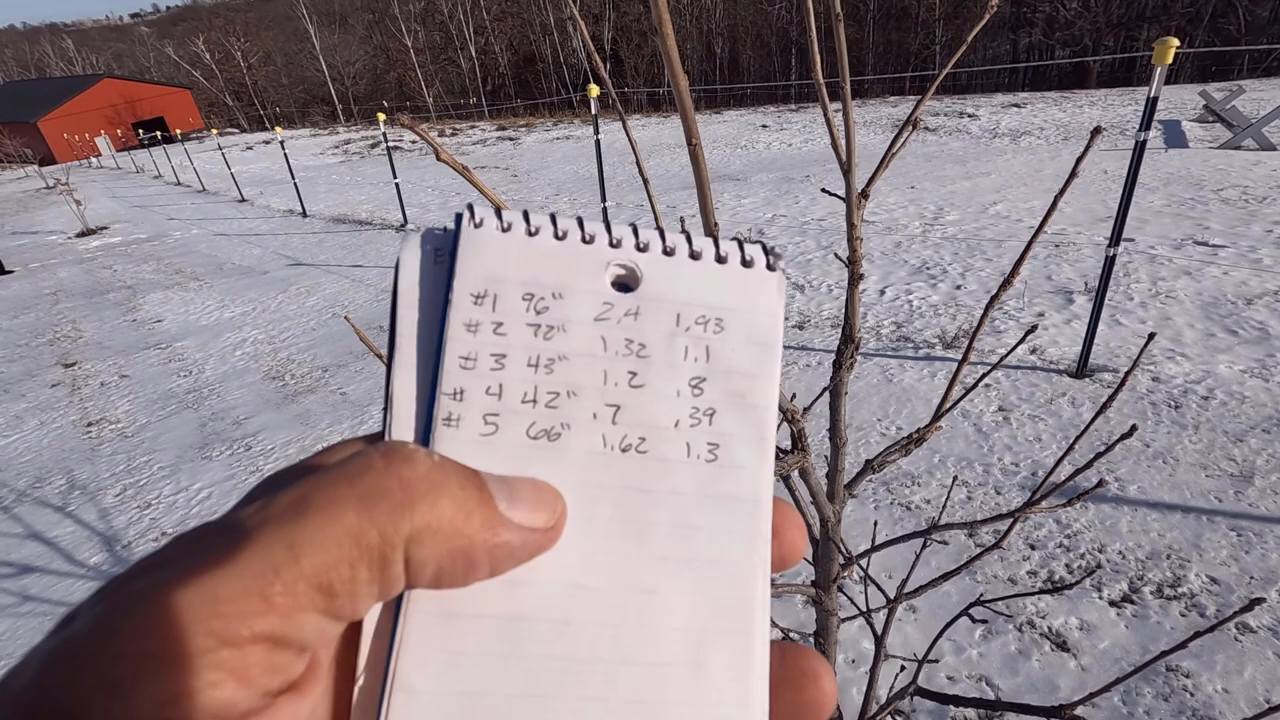 #1 96" 2.4 1.93
#2 72" 1.32 1.1
#3 43" 1.2 .8
#4 42" .7 .39
#5 66" 1.62 1.3